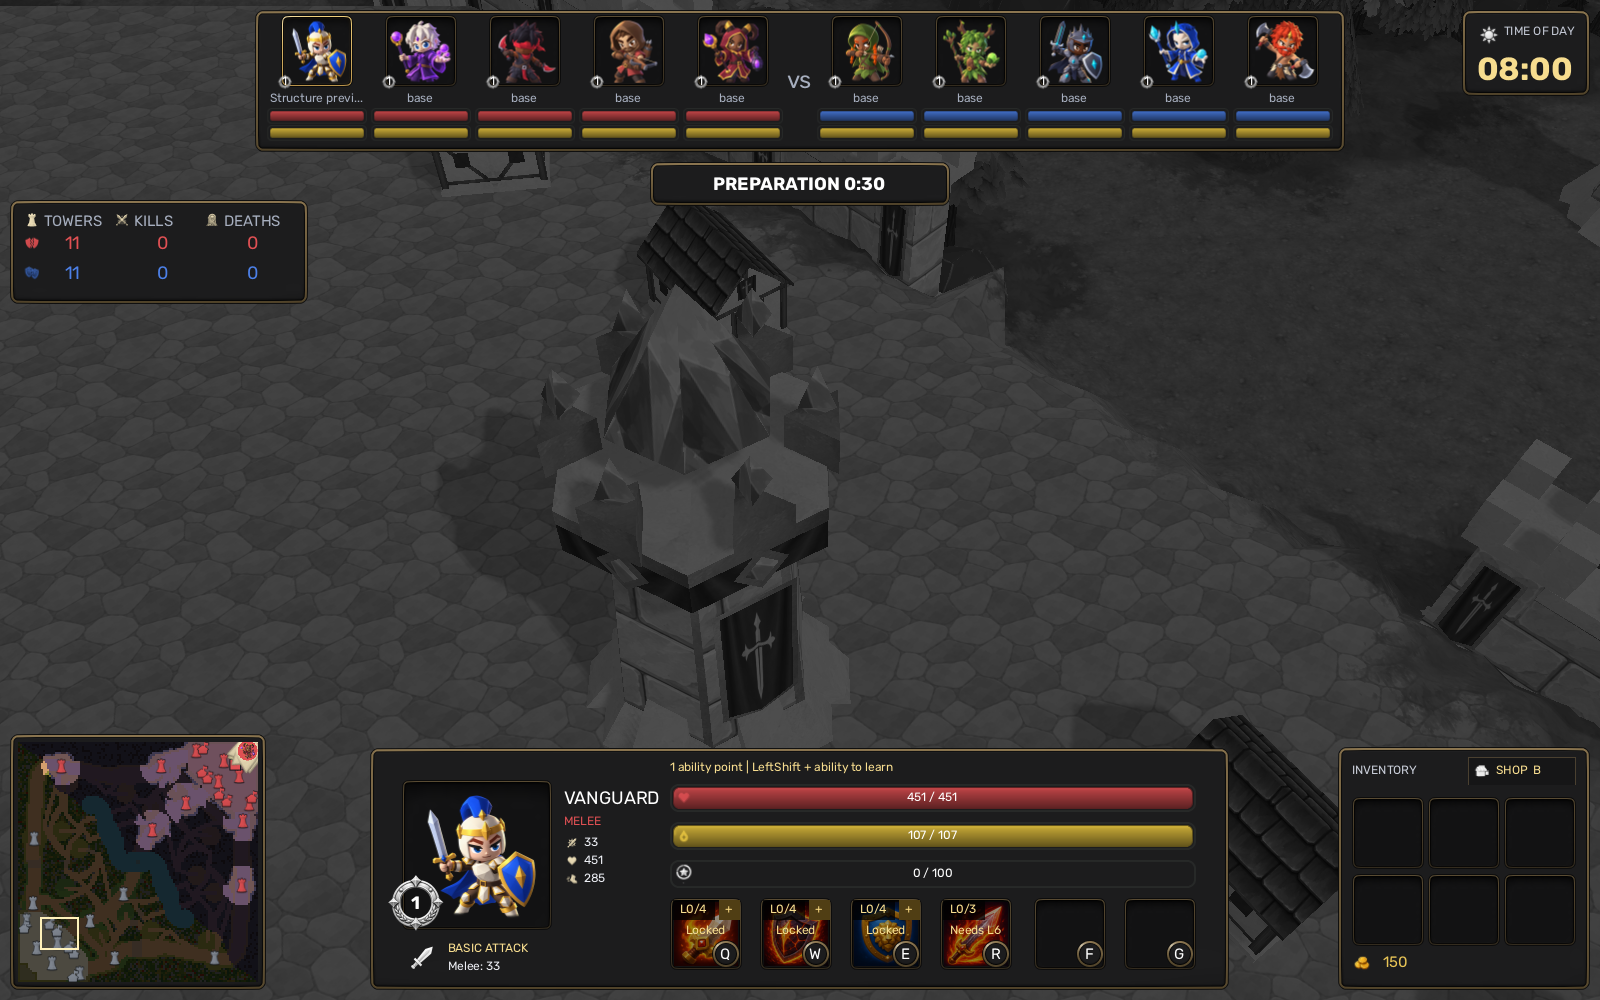 Structure previ...
base
base
base
base
VS
base
base
base
base
base
TIME OF DAY
08:00
PREPARATION 0:30
TOWERS KILLS DEATHS
11 0 0
11 0 0
1 ability point | LeftShift + ability to learn
VANGUARD
MELEE
33
451
285
451 / 451
107 / 107
0 / 100
1
BASIC ATTACK
Melee: 33
L0/4 +
Locked
Q
L0/4 +
Locked
W
L0/4 +
Locked
E
L0/3
Needs L6
R
F
G
INVENTORY
SHOP B
150